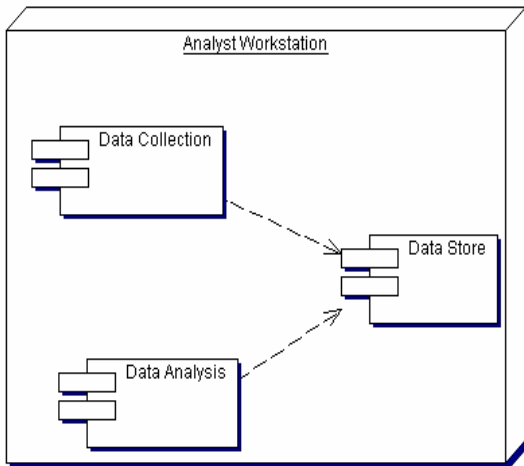 Analyst Workstation
Data Collection
Data Store
Data Analysis